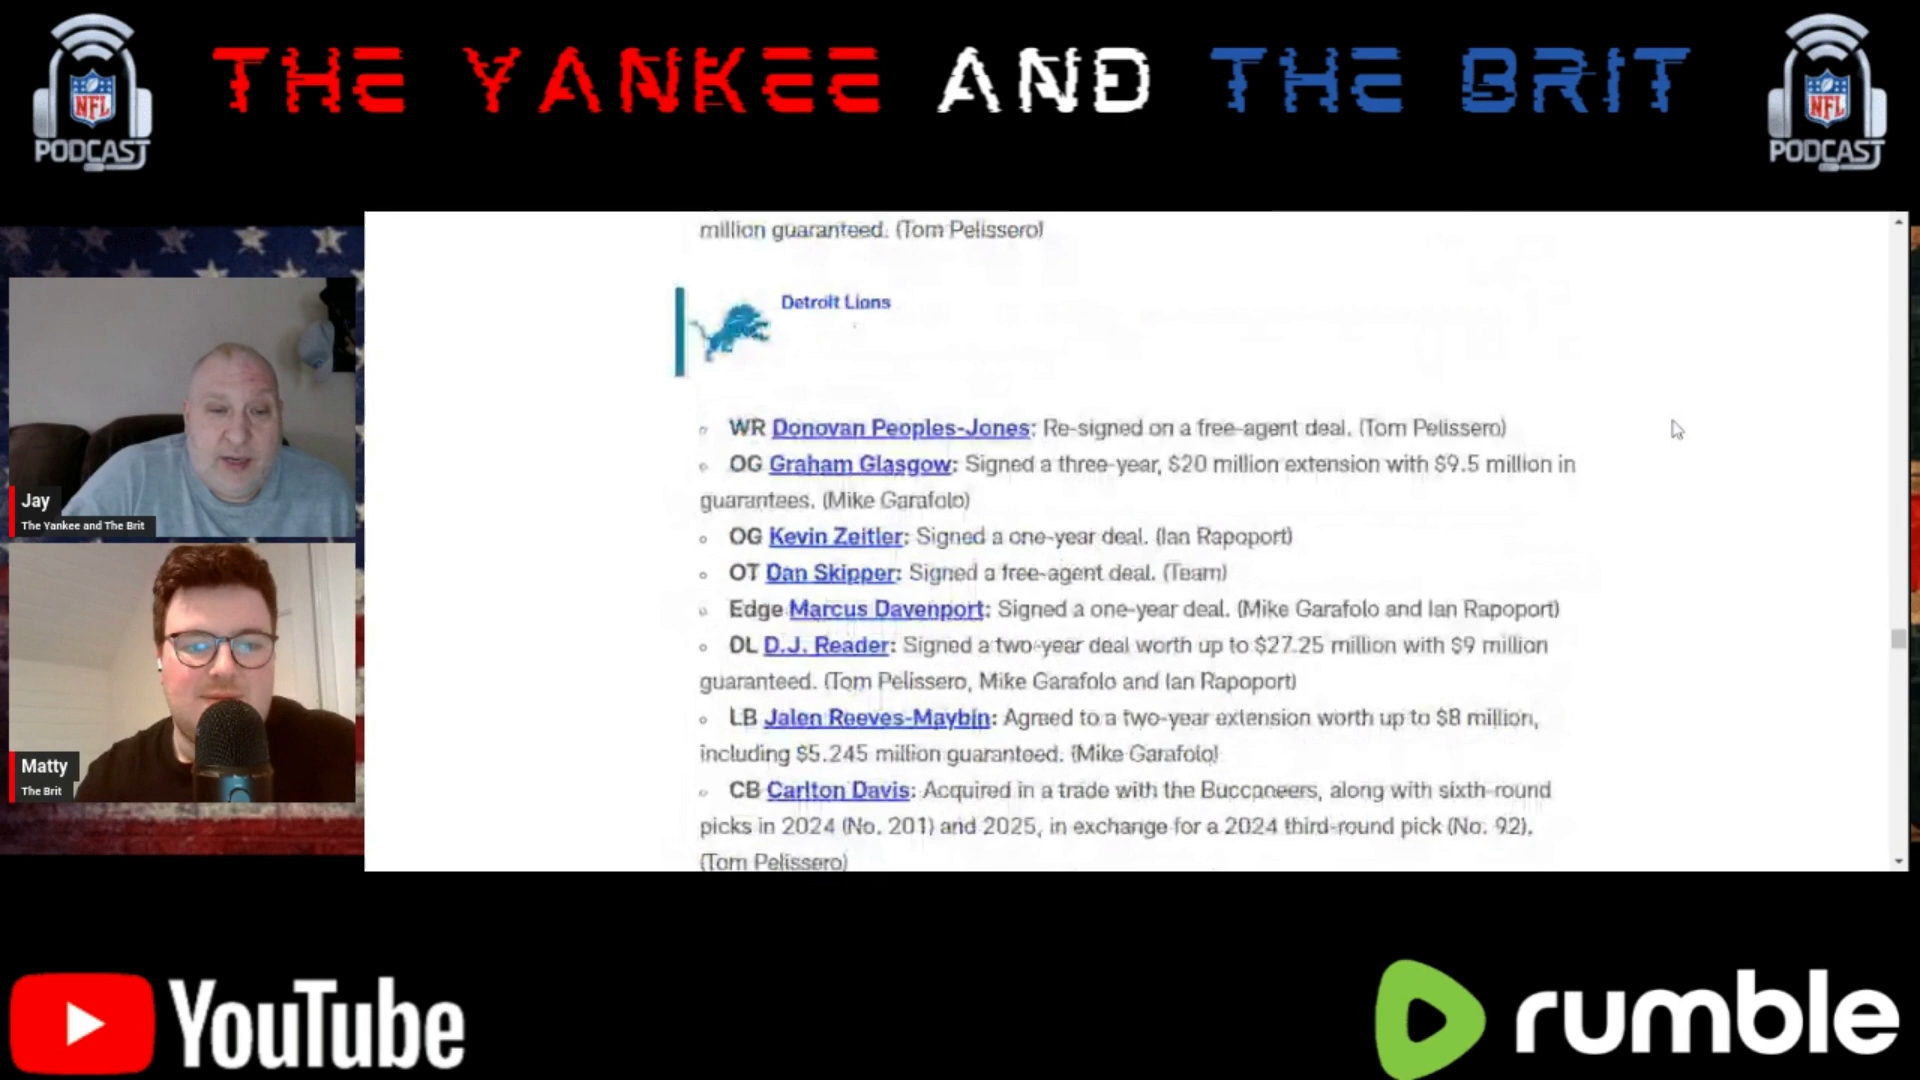 NFL
PODCAST
THE YANKEE AND THE BRIT
NFL
PODCAST
million guaranteed. (Tom Pelissero)
Detroit Lions
WR Donovan Peoples-Jones: Re-signed on a free-agent deal. (Tom Pelissero)
OG Graham Glasgow: Signed a three-year, $20 million extension with $9.5 million in
guarantees. (Mike Garafolo)
OG Kevin Zeitler: Signed a one-year deal. (Ian Rapoport)
OT Dan Skipper: Signed a free-agent deal. (Team)
Edge Marcus Davenport: Signed a one-year deal. (Mike Garafolo and Ian Rapoport)
DL D.J. Reader: Signed a two-year deal worth up to $27.25 million with $9 million
guaranteed. (Tom Pelissero, Mike Garafolo and Ian Rapoport)
LB Jalen Reeves-Maybin: Agreed to a two-year extension worth up to $8 million,
including $5.245 million guaranteed. (Mike Garafolo)
CB Carlton Davis: Acquired in a trade with the Buccaneers, along with sixth-round
picks in 2024 (No. 201) and 2025, in exchange for a 2024 third-round pick (No. 92).
(Tom Pelissero)
Jay
The Yankee and The Brit
Matty
The Brit
YouTube
rumble